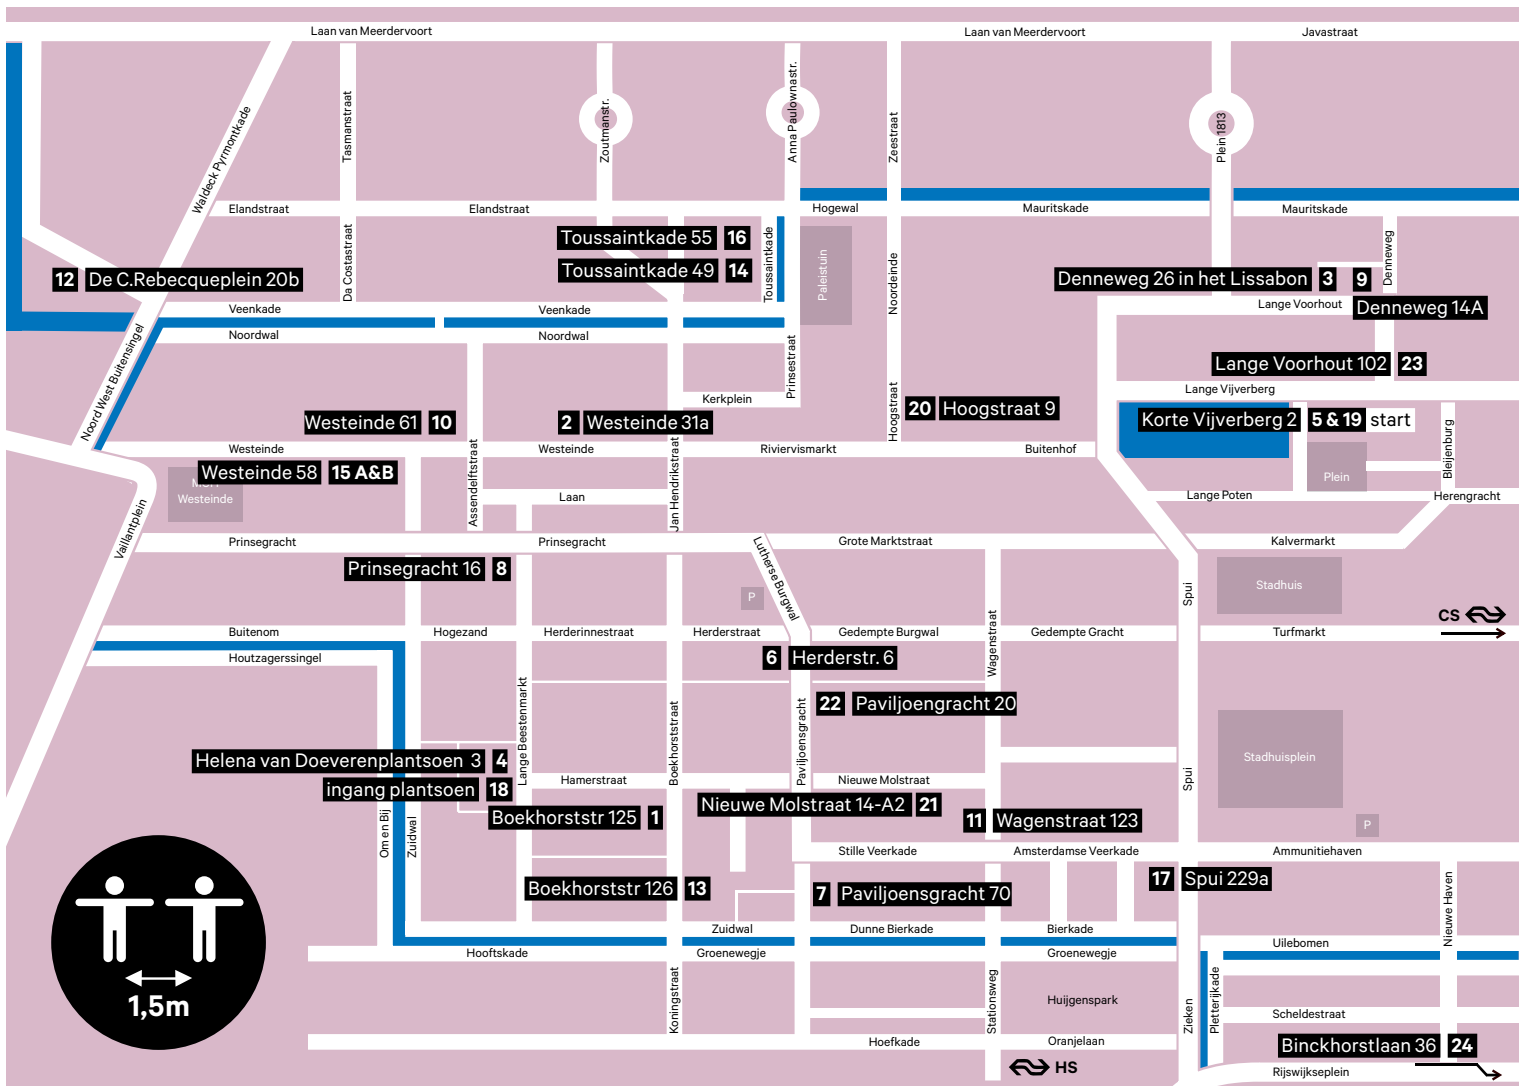 Laan van Meerdervoort
Laan van Meerdervoort
Javastraat
Waldeck Pyrmontkade
Tasmanstraat
Zoutmanstr.
Anna Paulownastr.
Zeestraat
Plein 1813
Elandstraat
Elandstraat
Hogewal
Mauritskade
Mauritskade
Da Costastraat
Toussaintkade 55 16
Toussaintkade 49 14
Toussaintkade
Paleistuin
Noordeinde
Denneweg
12 De C.Rebecqueplein 20b
Denneweg 26 in het Lissabon 3 9
Denneweg 14A
Lange Voorhout
Veenkade
Veenkade
Noordwal
Noordwal
Noord West Buitensingel
Prinsestraat
Lange Voorhout 102 23
Lange Vijverberg
Kerkplein
Hoogstraat
20 Hoogstraat 9
Korte Vijverberg 2 5 & 19 start
Westeinde 61 10
2 Westeinde 31a
Bleijenburg
Westeinde
Westeinde
Riviervismarkt
Buitenhof
Westeinde 58 15 A&B
Westeinde
Plein
Assendelftstraat
Jan Hendrikstraat
Laan
Lange Poten
Herengracht
Vaillantplein
Prinsegracht
Prinsegracht
Lutherse Burgwal
Grote Marktstraat
Kalvermarkt
Prinsegracht 16 8
P
Spui
Stadhuis
CS
Buitenom
Hogezand
Herderinnestraat
Herderstraat
Gedempte Burgwal
Wagenstraat
Gedempte Gracht
Turfmarkt
Houtzagerssingel
6 Herderstr. 6
22 Paviljoengracht 20
Lange Beestenmarkt
Boekhorststraat
Paviljoensgracht
Spui
Stadhuisplein
Helena van Doeverenplantsoen 3 4
ingang plantsoen 18
Hamerstraat
Nieuwe Molstraat
Nieuwe Molstraat 14-A2 21
Boekhorststr 125 1
11 Wagenstraat 123
P
Om en Bij
Zuidwal
Stille Veerkade
Amsterdamse Veerkade
Ammunitiehaven
Boekhorststr 126 13
7 Paviljoensgracht 70
17 Spui 229a
Nieuwe Haven
Zuidwal
Dunne Bierkade
Bierkade
Uilebomen
Hooftskade
Groenewegje
Groenewegje
1,5m
Koningstraat
Stationsweg
Huijgenspark
Zieken
Pletterijkade
Scheldestraat
Hoefkade
Oranjelaan
Binckhorstlaan 36 24
HS
Rijswijkseplein